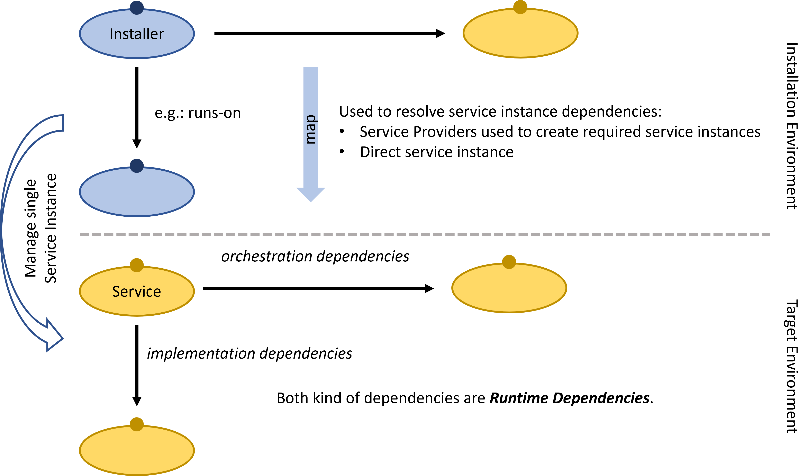 Installer
Installation Environment
e.g.: runs-on
map
Used to resolve service instance dependencies:
• Service Providers used to create required service instances
• Direct service instance
Manage single
Service Instance
orchestration dependencies
Service
Target Environment
implementation dependencies
Both kind of dependencies are Runtime Dependencies.